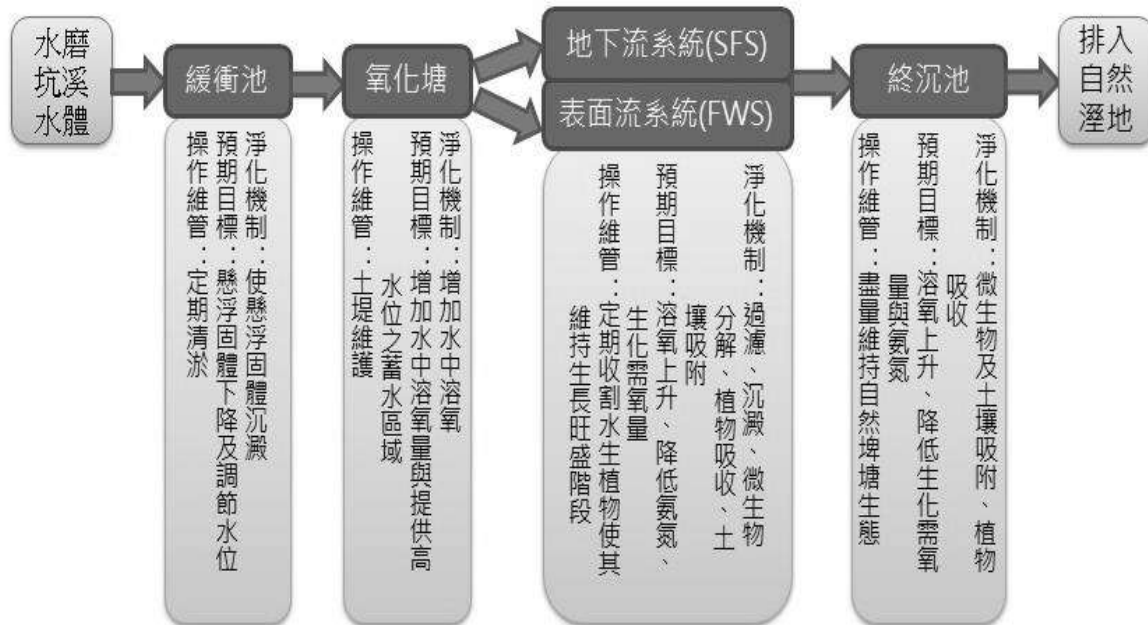 水磨
坑溪
水體
緩衝池
淨化機制：使懸浮固體沉澱
預期目標：懸浮固體下降及調節水位
操作維管：定期清淤
氧化塘
淨化機制：增加水中溶氧
預期目標：增加水中溶氧量與提供高
水位之蓄水區域
操作維管：土堤維護
地下流系統(SFS)
表面流系統(FWS)
淨化機制：過濾、沉澱、微生物
分解、植物吸收、土
壤吸附
預期目標：溶氧上升、降低氨氮、
生化需氧量
操作維管：定期收割水生植物使其
維持生長旺盛階段
終沉池
淨化機制：微生物及土壤吸附、植物
吸收
預期目標：溶氧上升、降低生化需氧
量與氨氮
操作維管：盡量維持自然埤塘生態
排入
自然
溼地